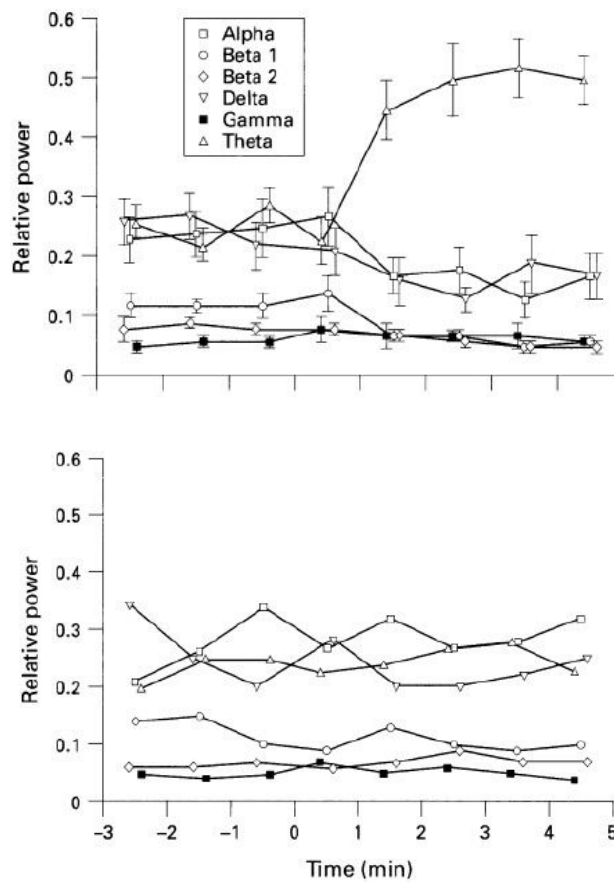 0.6
0.5
0.4
0.3
0.2
0.1
0
Relative power
Alpha
Beta 1
Beta 2
Delta
Gamma
Theta
0.6
0.5
0.4
0.3
0.2
0.1
0
Relative power
–3 –2 –1 0 1 2 3 4 5
Time (min)